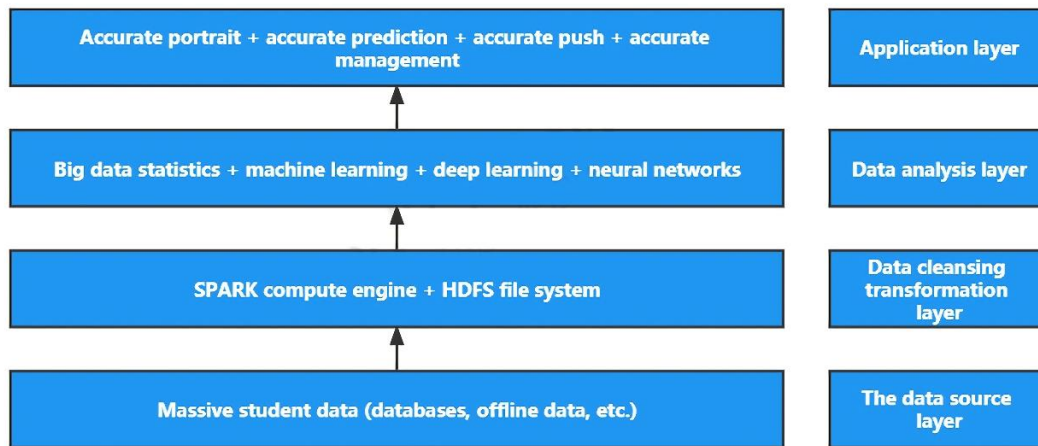 Accurate portrait + accurate prediction + accurate push + accurate
management
Application layer
Big data statistics + machine learning + deep learning + neural networks
Data analysis layer
SPARK compute engine + HDFS file system
Data cleansing
transformation
layer
Massive student data (databases, offline data, etc.)
The data source
layer